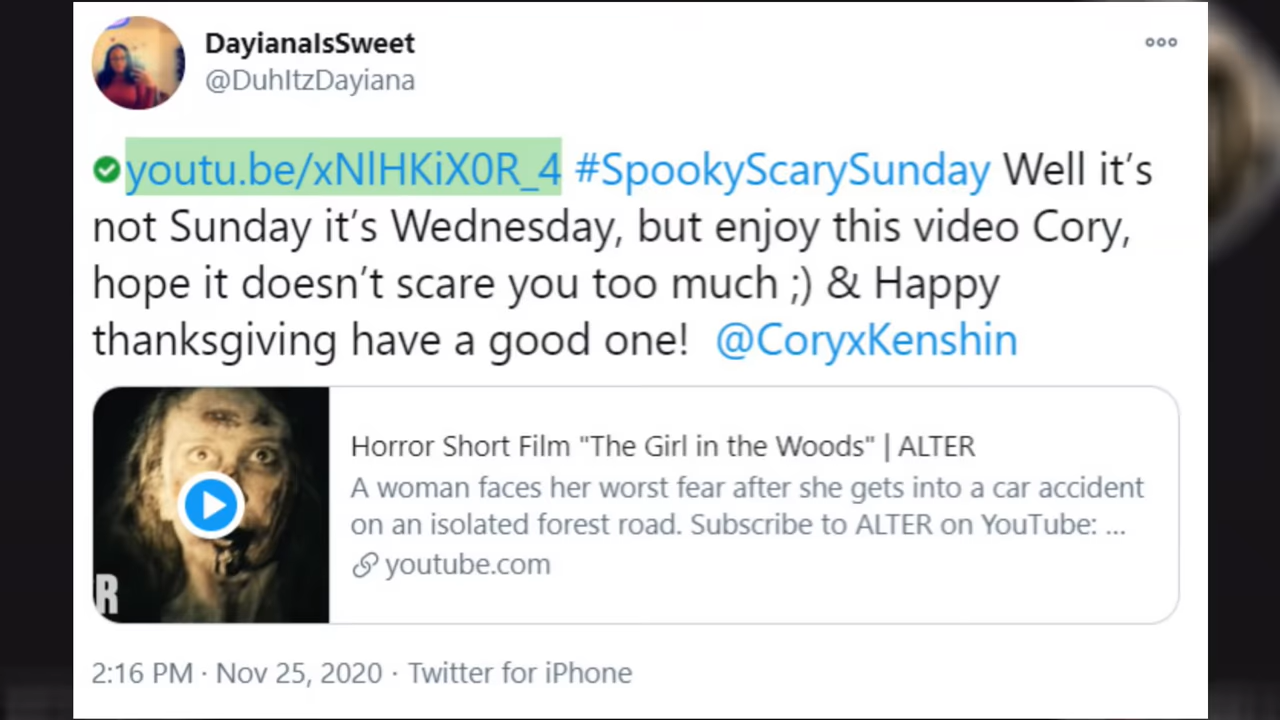 DayianaIsSweet
@DuhItzDayiana
youtu.be/xNlHKiX0R_4 #SpookyScarySunday Well it’s
not Sunday it’s Wednesday, but enjoy this video Cory,
hope it doesn’t scare you too much ;) & Happy
thanksgiving have a good one! @CoryxKenshin
R
Horror Short Film "The Girl in the Woods" | ALTER
A woman faces her worst fear after she gets into a car accident
on an isolated forest road. Subscribe to ALTER on YouTube: ...
youtube.com
2:16 PM · Nov 25, 2020 · Twitter for iPhone